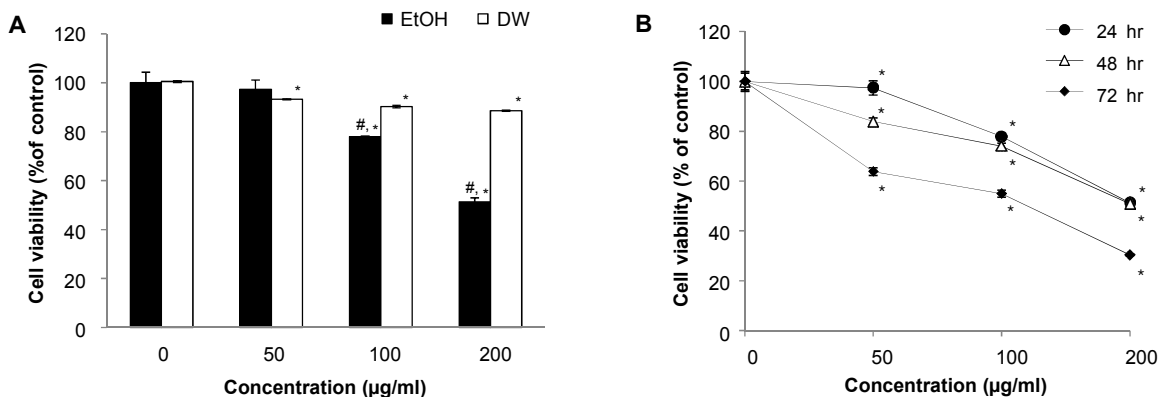 A
EtOH DW
120
100
80
60
40
20
0
Cell viability (%of control)
*
#, *
*
#, *
*
0 50 100 200
Concentration (µg/ml)
B
24 hr
48 hr
72 hr
120
100
80
60
40
20
0
Cell viability (% of control)
*
*
*
*
*
*
*
*
*
0 50 100 200
Concentration (µg/ml)